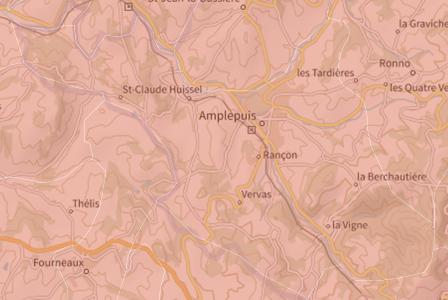 St-Jean-la-Bussière
la Graviche
Ronno
les Tardières
St-Claude Huissel
les Quatre Ve
Amplepuis
Rançon
la Berchautière
Vervas
Thélis
la Vigne
Fourneaux